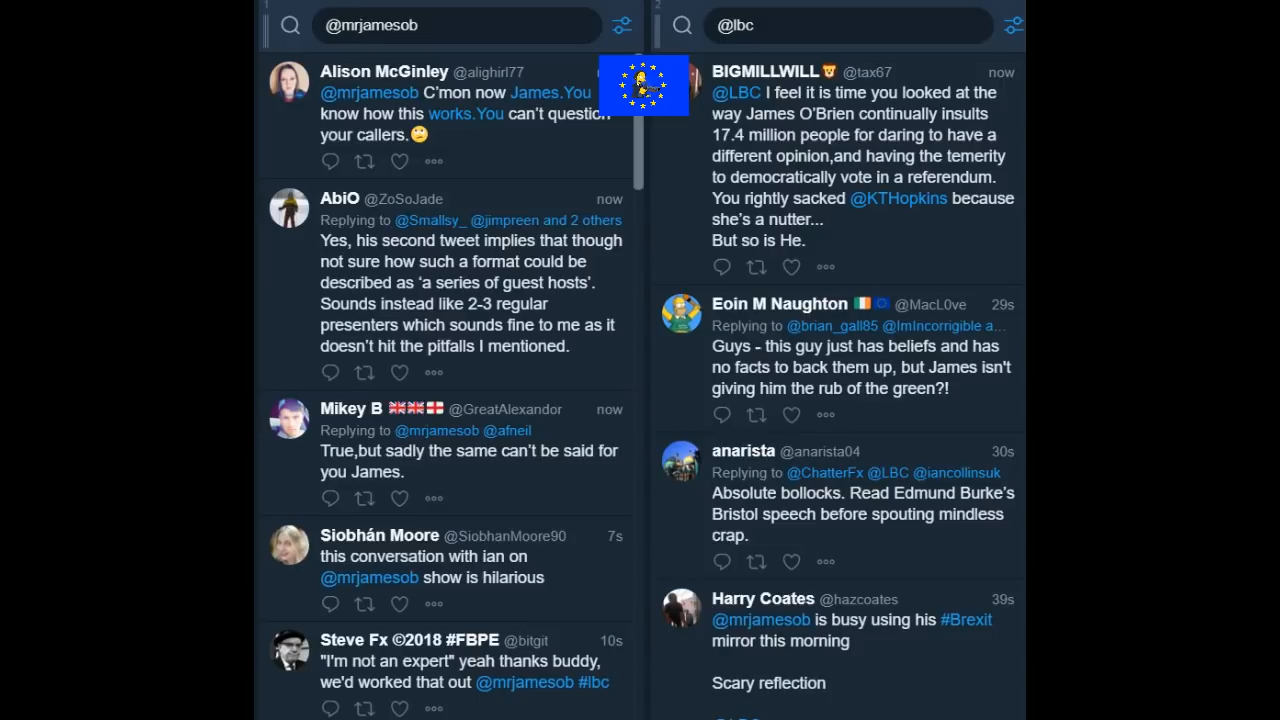 1
@mrjamesob
Alison McGinley @alighirl77
@mrjamesob C'mon now James.You
know how this works.You can't question
your callers.🙄
AbiO @ZoSoJade now
Replying to @Smallsy_ @jimpreen and 2 others
Yes, his second tweet implies that though
not sure how such a format could be
described as 'a series of guest hosts'.
Sounds instead like 2-3 regular
presenters which sounds fine to me as it
doesn't hit the pitfalls I mentioned.
Mikey B 🇬🇧🇬🇧🏴󠁧󠁢󠁥󠁮󠁧󠁿 @GreatAlexandor now
Replying to @mrjamesob @afneil
True,but sadly the same can't be said for
you James.
Siobhán Moore @SiobhanMoore90 7s
this conversation with ian on
@mrjamesob show is hilarious
Steve Fx ©2018 #FBPE @bitgit 10s
"I'm not an expert" yeah thanks buddy,
we'd worked that out @mrjamesob #lbc
2
@lbc
BIGMILLWILL🦁 @tax67 now
@LBC I feel it is time you looked at the
way James O'Brien continually insults
17.4 million people for daring to have a
different opinion,and having the temerity
to democratically vote in a referendum.
You rightly sacked @KTHopkins because
she's a nutter...
But so is He.
Eoin M Naughton 🇮🇪 🇪🇺 @MacL0ve 29s
Replying to @brian_gall85 @ImIncorrigible a...
Guys - this guy just has beliefs and has
no facts to back them up, but James isn't
giving him the rub of the green?!
anarista @anarista04 30s
Replying to @ChatterFx @LBC @iancollinsuk
Absolute bollocks. Read Edmund Burke's
Bristol speech before spouting mindless
crap.
Harry Coates @hazcoates 39s
@mrjamesob is busy using his #Brexit
mirror this morning
Scary reflection